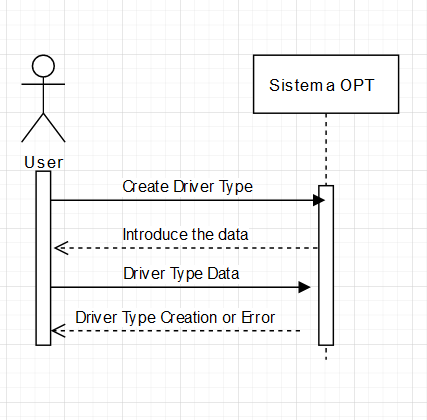 Sistema OPT
User
Create Driver Type
Introduce the data
Driver Type Data
Driver Type Creation or Error